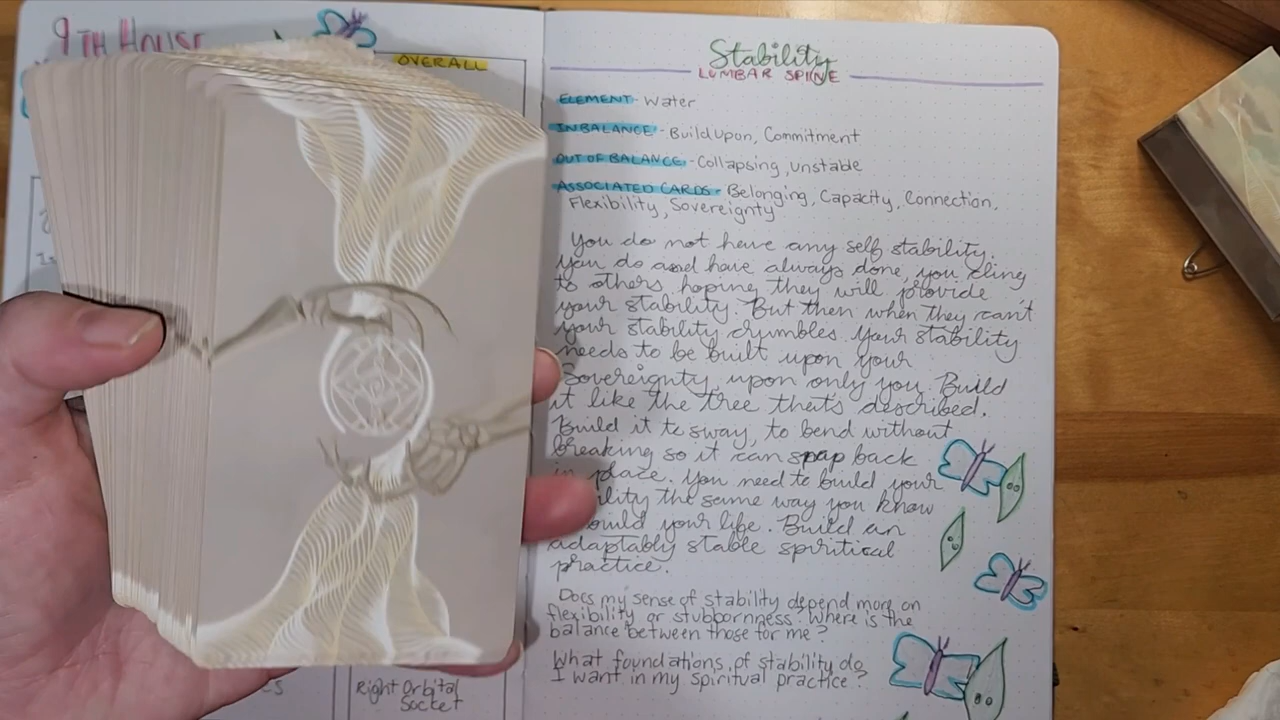 9TH HOUSE
OVERALL
Right Orbital
Socket
Stability
LUMBAR SPINE
ELEMENT - Water
IN BALANCE - Build Upon, Commitment
OUT OF BALANCE - Collapsing, Unstable
ASSOCIATED CARDS - Belonging, Capacity, Connection,
Flexibility, Sovereignty
You do not have any self stability.
You do and have always done, you cling
to others hoping they will provide
your stability. But then when they can't
your stability crumbles. Your stability
needs to be built upon your
Sovereignty, upon only you. Build
it like the tree that's described.
Build it to sway, to bend without
breaking so it can snap back
in place. You need to build your
the same way you know
build your life. Build an
adaptably stable spiritical
practice.
Does my sense of stability depend more on
flexibility or stubbornness? Where is the
balance between those for me?
What foundations of stability do
I want in my spiritual practice?